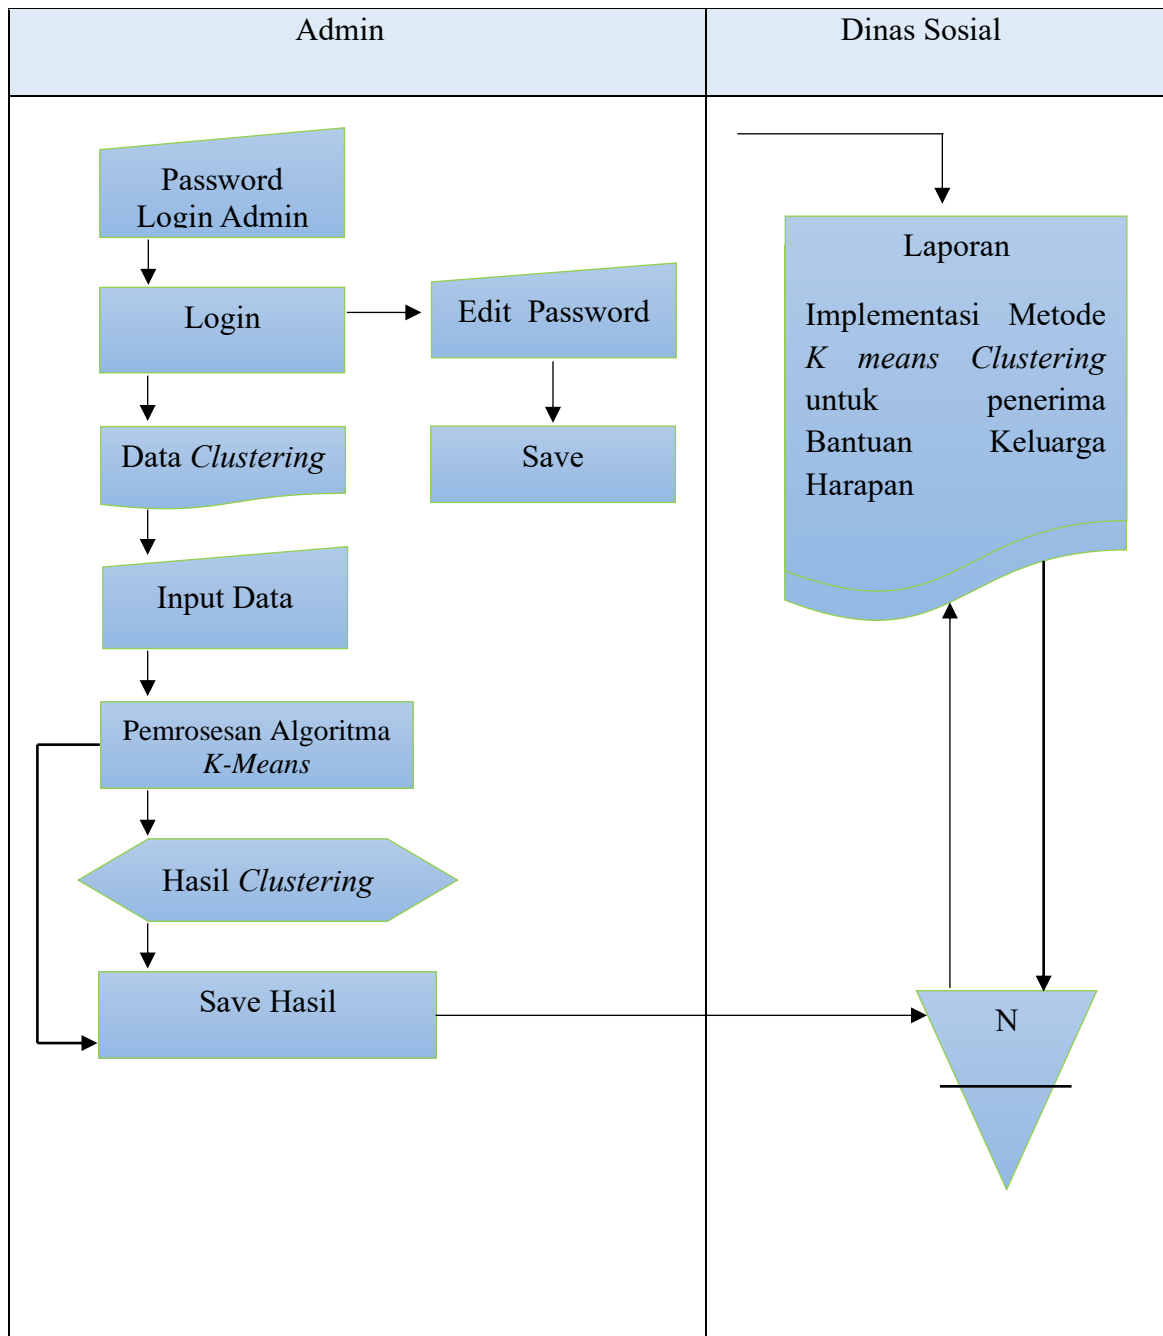 Admin
Dinas Sosial
Password
Login Admin
Login
Edit  Password
Data Clustering
Save
Input Data
Pemrosesan Algoritma
K-Means
Hasil Clustering
Save Hasil
Laporan
Implementasi Metode
K means Clustering
untuk penerima
Bantuan Keluarga
Harapan
N